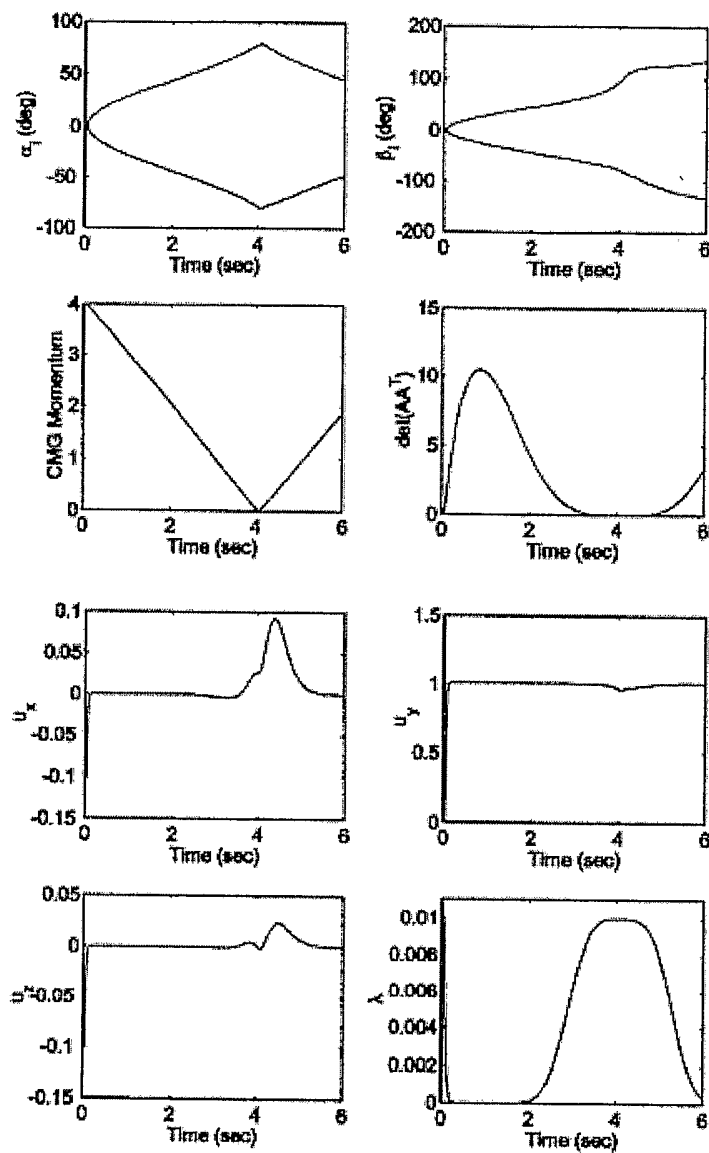 100
50
0
-50
-100
α_i (deg)
0 2 4 6
Time (sec)
200
100
0
-100
-200
β_i (deg)
0 2 4 6
Time (sec)
4
3
2
1
0
CMG Momentum
0 2 4 6
Time (sec)
15
10
5
0
det(AA^T)
0 2 4 6
Time (sec)
0.1
0.05
0
-0.05
-0.1
-0.15
u_x
0 2 4 6
Time (sec)
1.5
1
0.5
0
u_y
0 2 4 6
Time (sec)
0.05
0
-0.05
-0.1
-0.15
u_z
0 2 4 6
Time (sec)
0.01
0.008
0.006
0.004
0.002
0
λ
0 2 4 6
Time (sec)